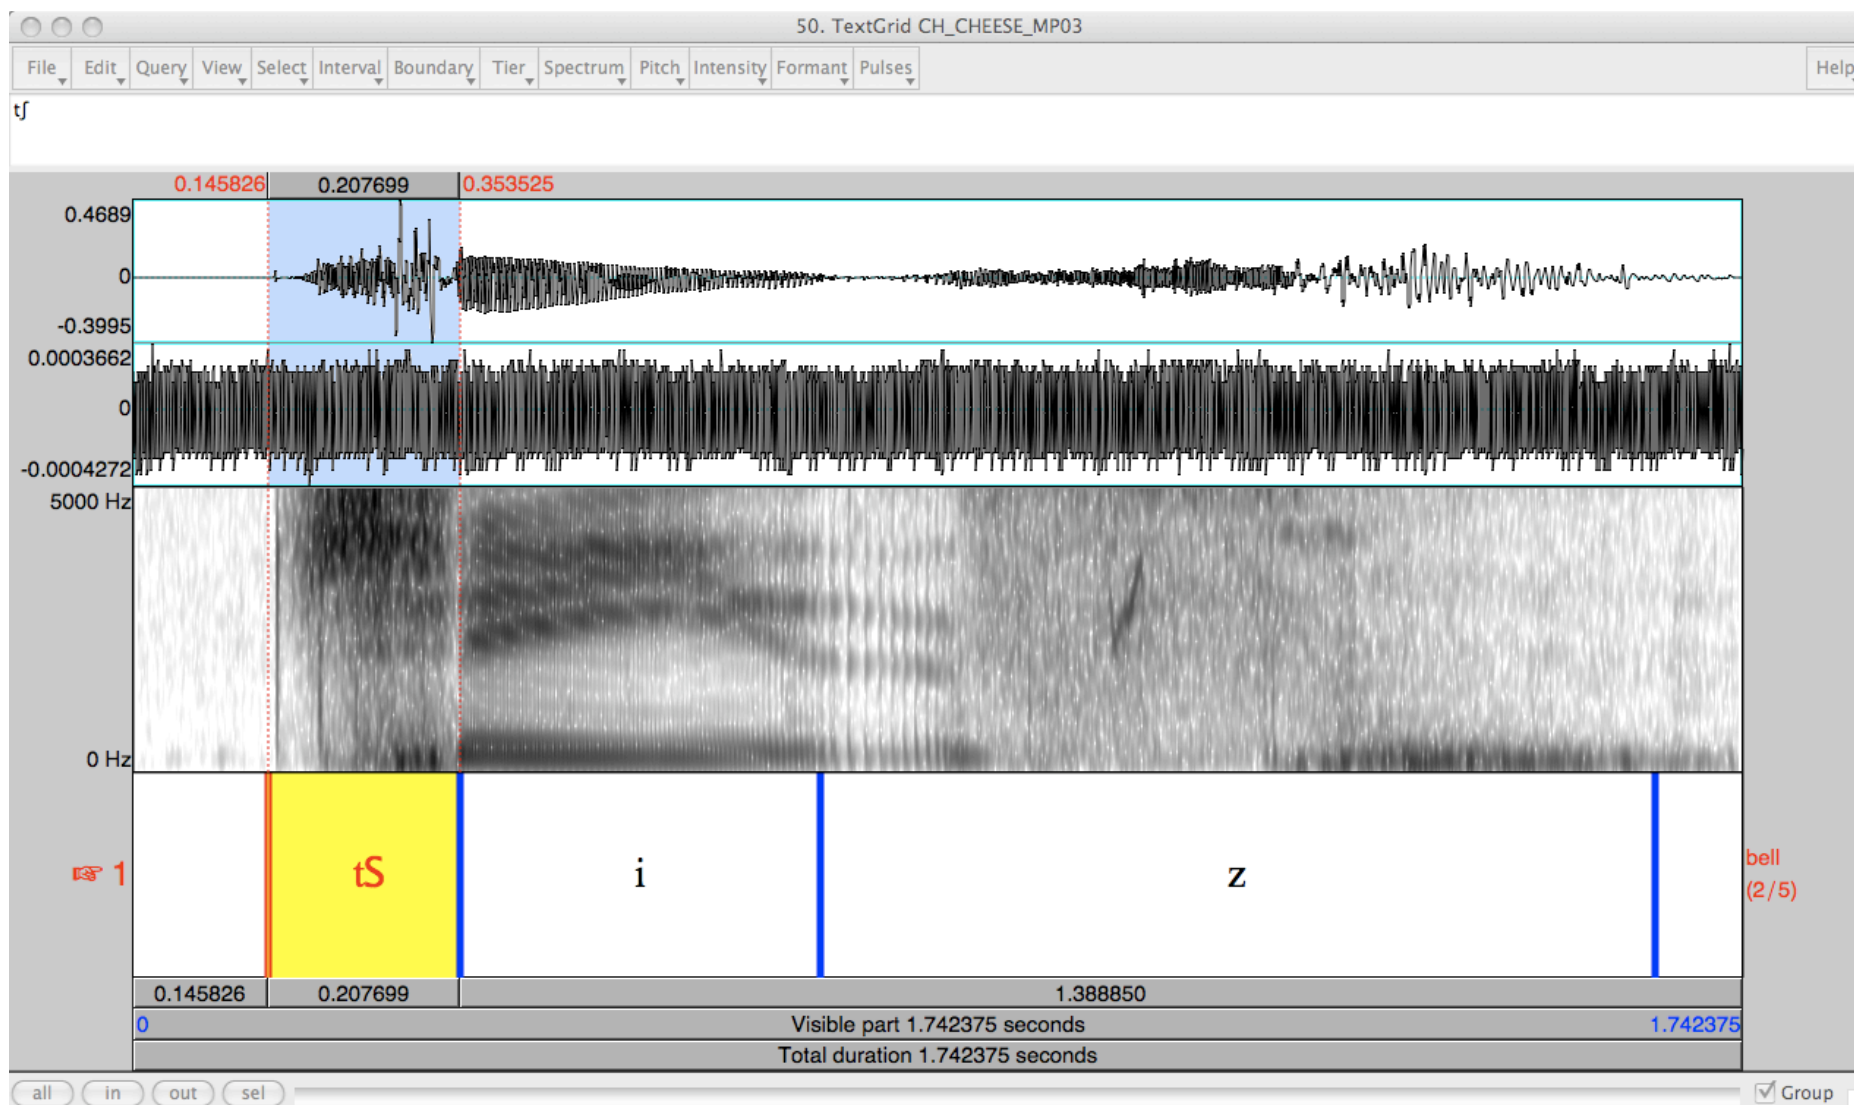 50. TextGrid CH_CHEESE_MP03
File Edit Query View Select Interval Boundary Tier Spectrum Pitch Intensity Formant Pulses Help
tʃ
0.145826 0.207699 0.353525
0.4689
0
-0.3995
0.0003662
0
-0.0004272
5000 Hz
0 Hz
☞ 1 tS i z bell
(2/5)
0.145826 0.207699 1.388850
0 Visible part 1.742375 seconds 1.742375
Total duration 1.742375 seconds
all in out sel Group